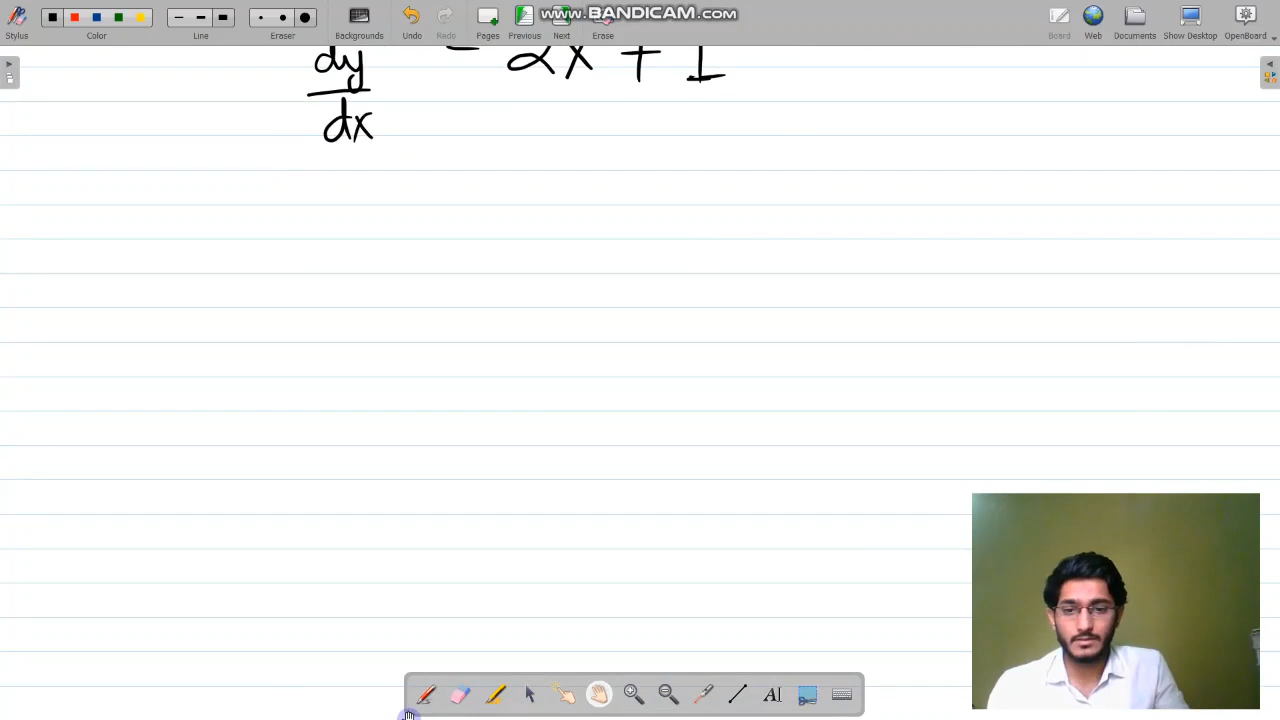 www.BANDICAM.com
Stylus Color Line Eraser Backgrounds Undo Redo Pages Previous Next Erase Board Web Documents Show Desktop OpenBoard
dy/dx = 2x + 1
AI